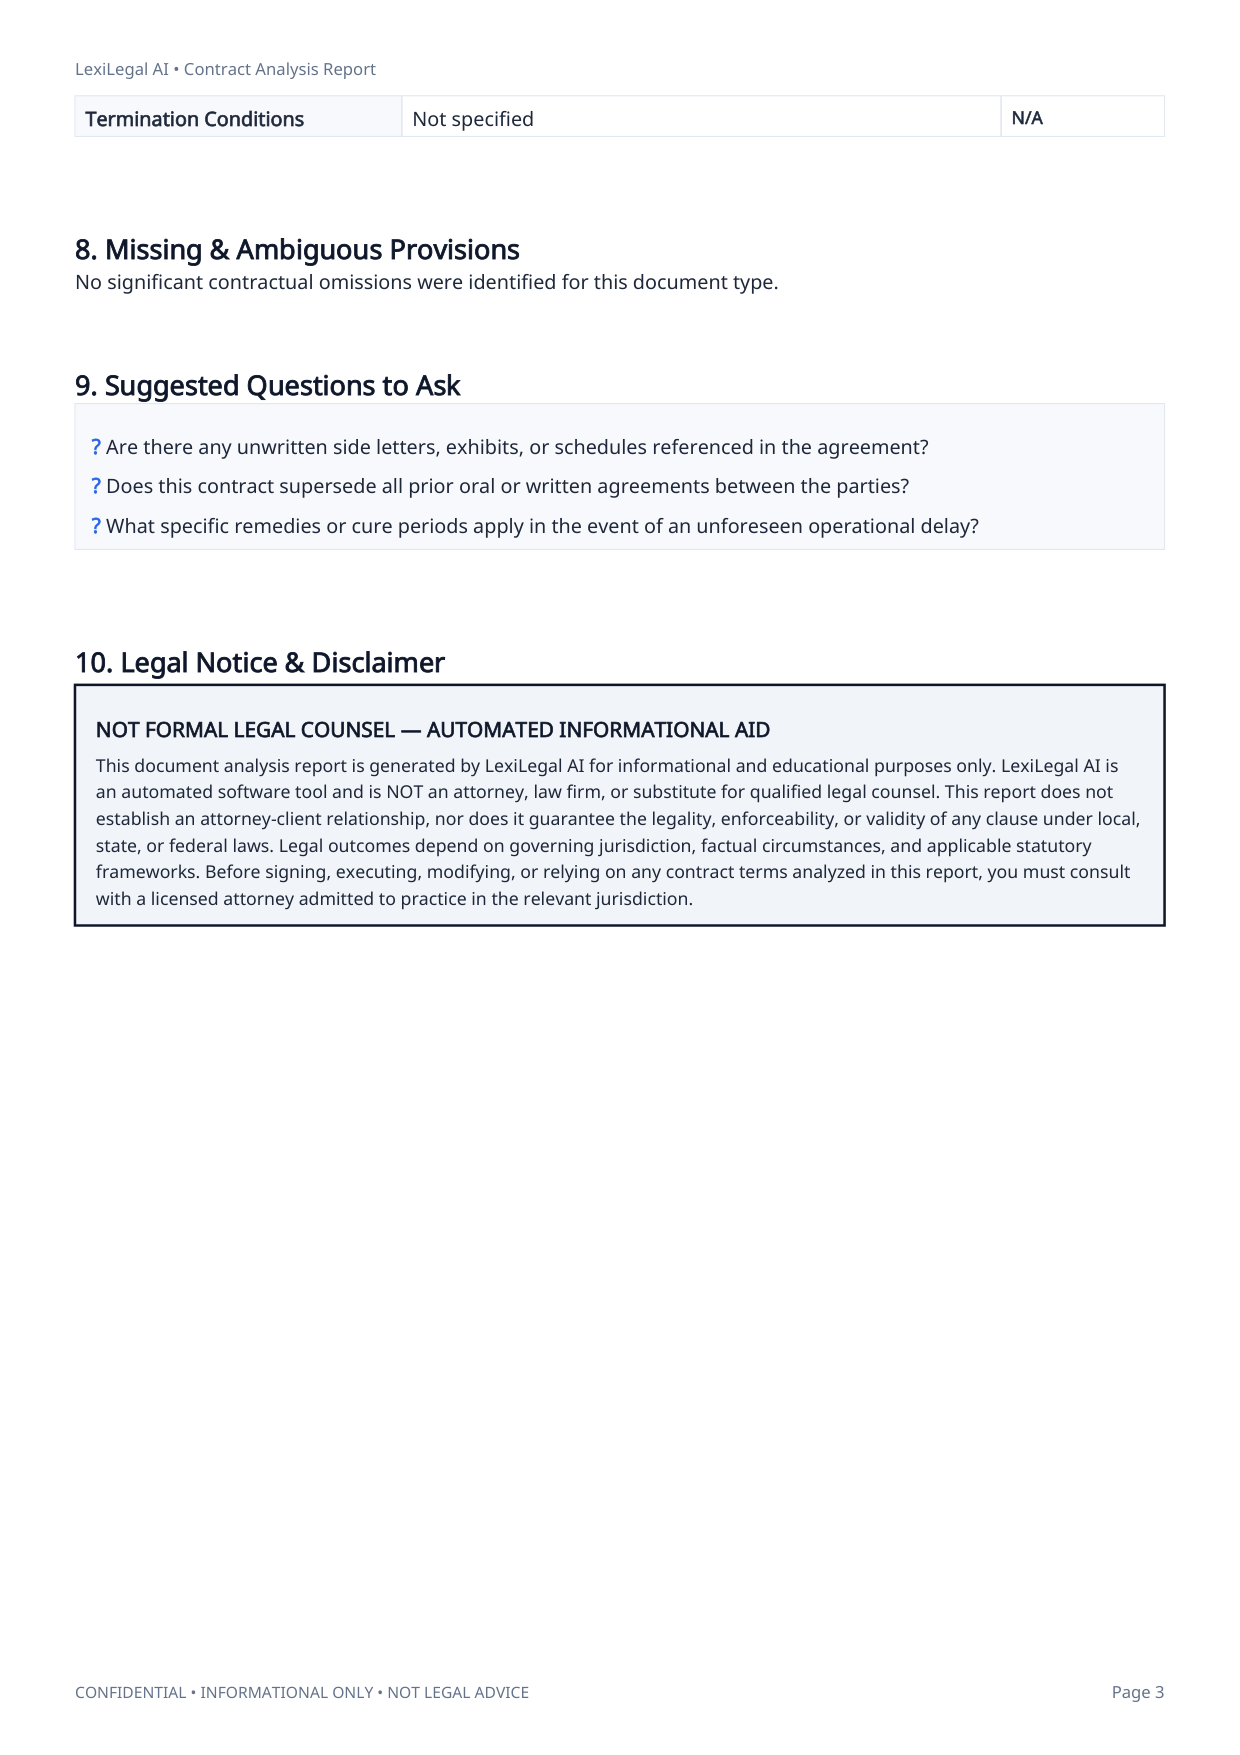 LexiLegal AI • Contract Analysis Report
Termination Conditions Not specified N/A
8. Missing & Ambiguous Provisions
No significant contractual omissions were identified for this document type.
9. Suggested Questions to Ask
? Are there any unwritten side letters, exhibits, or schedules referenced in the agreement?
? Does this contract supersede all prior oral or written agreements between the parties?
? What specific remedies or cure periods apply in the event of an unforeseen operational delay?
10. Legal Notice & Disclaimer
NOT FORMAL LEGAL COUNSEL — AUTOMATED INFORMATIONAL AID
This document analysis report is generated by LexiLegal AI for informational and educational purposes only. LexiLegal AI is
an automated software tool and is NOT an attorney, law firm, or substitute for qualified legal counsel. This report does not
establish an attorney-client relationship, nor does it guarantee the legality, enforceability, or validity of any clause under local,
state, or federal laws. Legal outcomes depend on governing jurisdiction, factual circumstances, and applicable statutory
frameworks. Before signing, executing, modifying, or relying on any contract terms analyzed in this report, you must consult
with a licensed attorney admitted to practice in the relevant jurisdiction.
CONFIDENTIAL • INFORMATIONAL ONLY • NOT LEGAL ADVICE Page 3